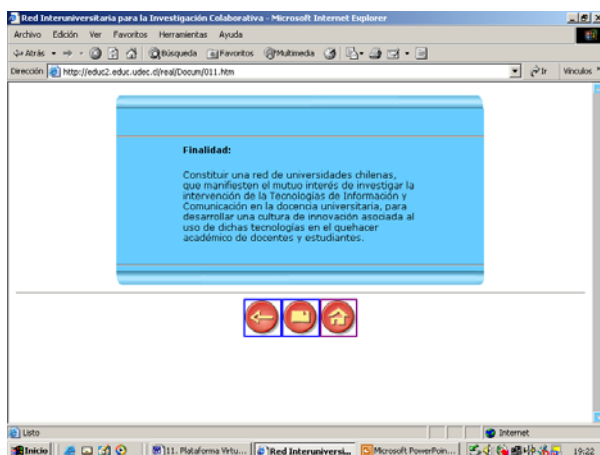 Red Interuniversitaria para la Investigación Colaborativa - Microsoft Internet Explorer
Archivo Edición Ver Favoritos Herramientas Ayuda
Atrás Búsqueda Favoritos Multimedia
Dirección http://educ2.educ.udec.cl/real/Docum/011.htm Ir Vínculos
Finalidad:
Constituir una red de universidades chilenas,
que manifiesten el mutuo interés de investigar la
intervención de la Tecnologías de Información y
Comunicación en la docencia universitaria, para
desarrollar una cultura de innovación asociada al
uso de dichas tecnologías en el quehacer
académico de docentes y estudiantes.
Listo Internet
Inicio 11. Plataforma Virtu... Red Interuniversi... Microsoft PowerPoin... 19:22